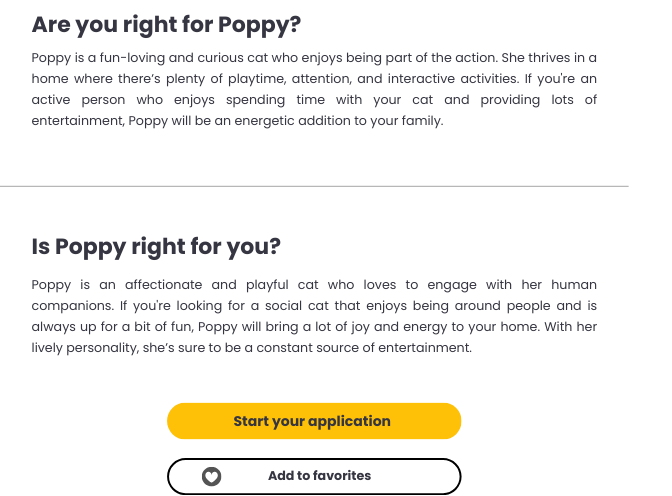 Are you right for Poppy?
Poppy is a fun-loving and curious cat who enjoys being part of the action. She thrives in a
home where there’s plenty of playtime, attention, and interactive activities. If you're an
active person who enjoys spending time with your cat and providing lots of
entertainment, Poppy will be an energetic addition to your family.
Is Poppy right for you?
Poppy is an affectionate and playful cat who loves to engage with her human
companions. If you're looking for a social cat that enjoys being around people and is
always up for a bit of fun, Poppy will bring a lot of joy and energy to your home. With her
lively personality, she’s sure to be a constant source of entertainment.
Start your application
Add to favorites